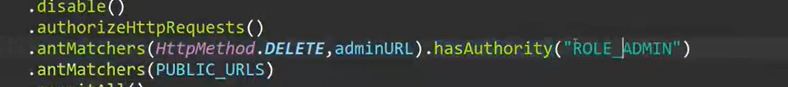 .disable()
.authorizeHttpRequests()
.antMatchers(HttpMethod.DELETE,adminURL).hasAuthority("ROLE_ADMIN")
.antMatchers(PUBLIC_URLS)